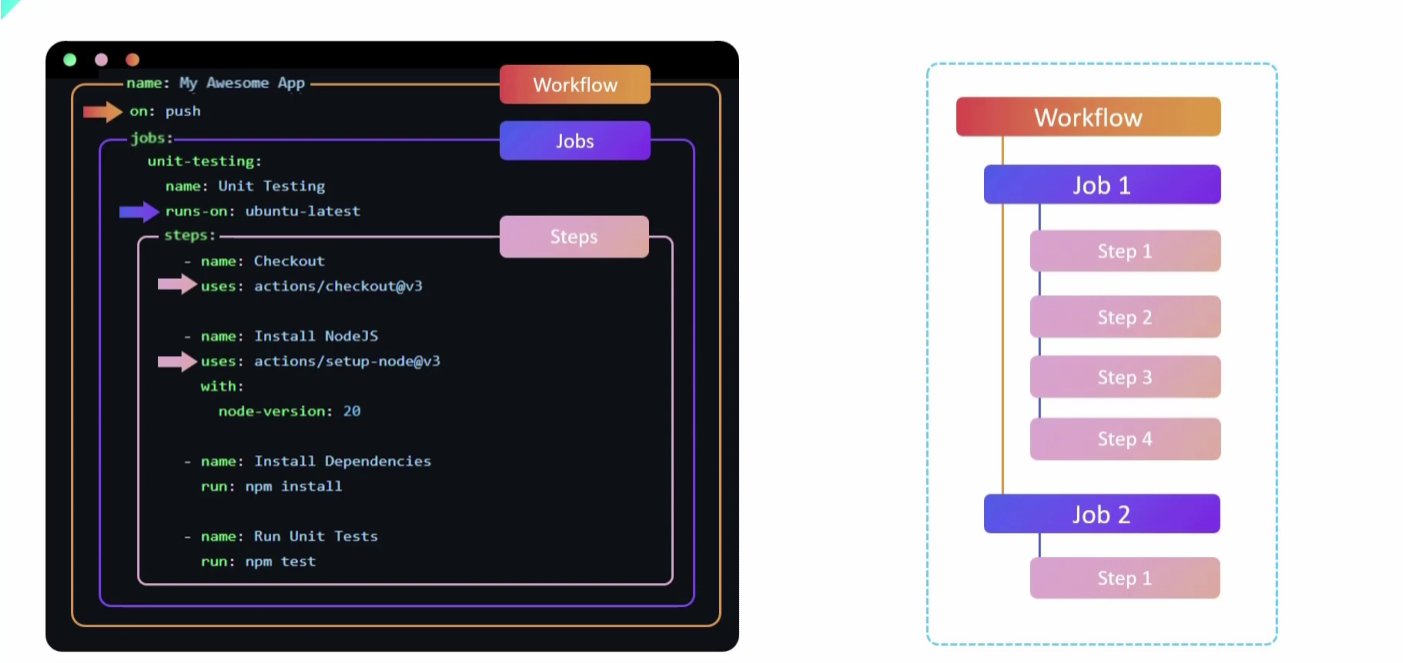 name: My Awesome App
Workflow
on: push
jobs:
Jobs
unit-testing:
name: Unit Testing
runs-on: ubuntu-latest
steps:
Steps
- name: Checkout
uses: actions/checkout@v3
- name: Install NodeJS
uses: actions/setup-node@v3
with:
node-version: 20
- name: Install Dependencies
run: npm install
- name: Run Unit Tests
run: npm test
Workflow
Job 1
Step 1
Step 2
Step 3
Step 4
Job 2
Step 1